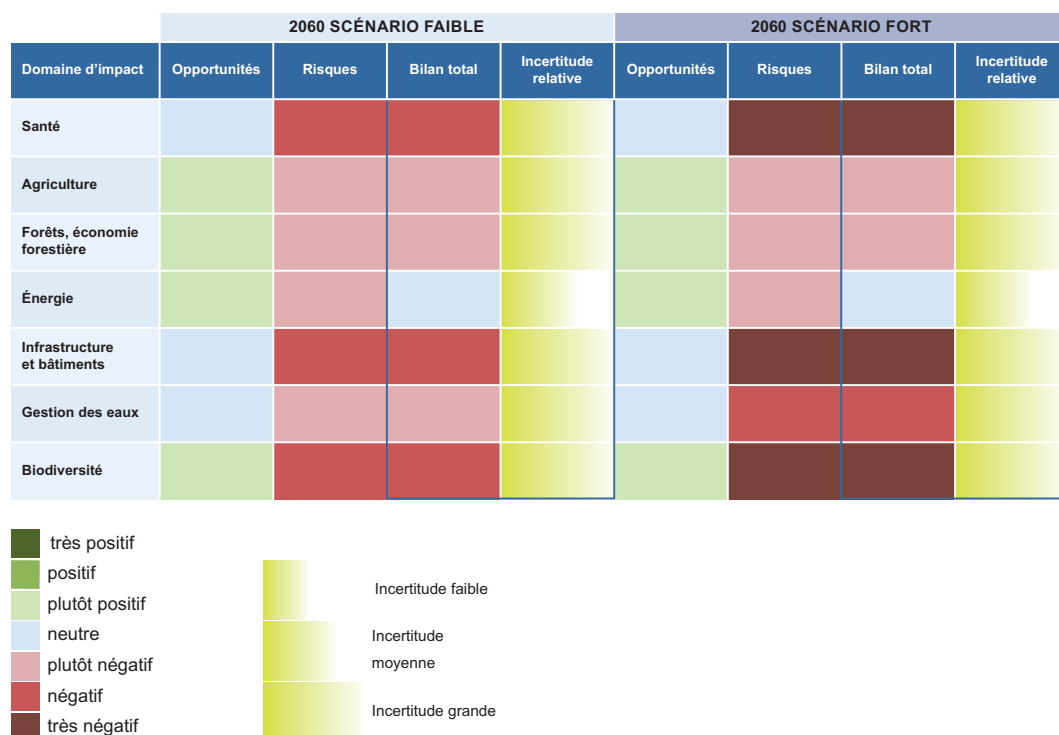 2060 SCÉNARIO FAIBLE
2060 SCÉNARIO FORT
Domaine d'impact
Opportunités
Risques
Bilan total
Incertitude
relative
Opportunités
Risques
Bilan total
Incertitude
relative
Santé
Agriculture
Forêts, économie
forestière
Énergie
Infrastructure
et bâtiments
Gestion des eaux
Biodiversité
très positif
positif
plutôt positif
neutre
plutôt négatif
négatif
très négatif
Incertitude faible
Incertitude
moyenne
Incertitude grande